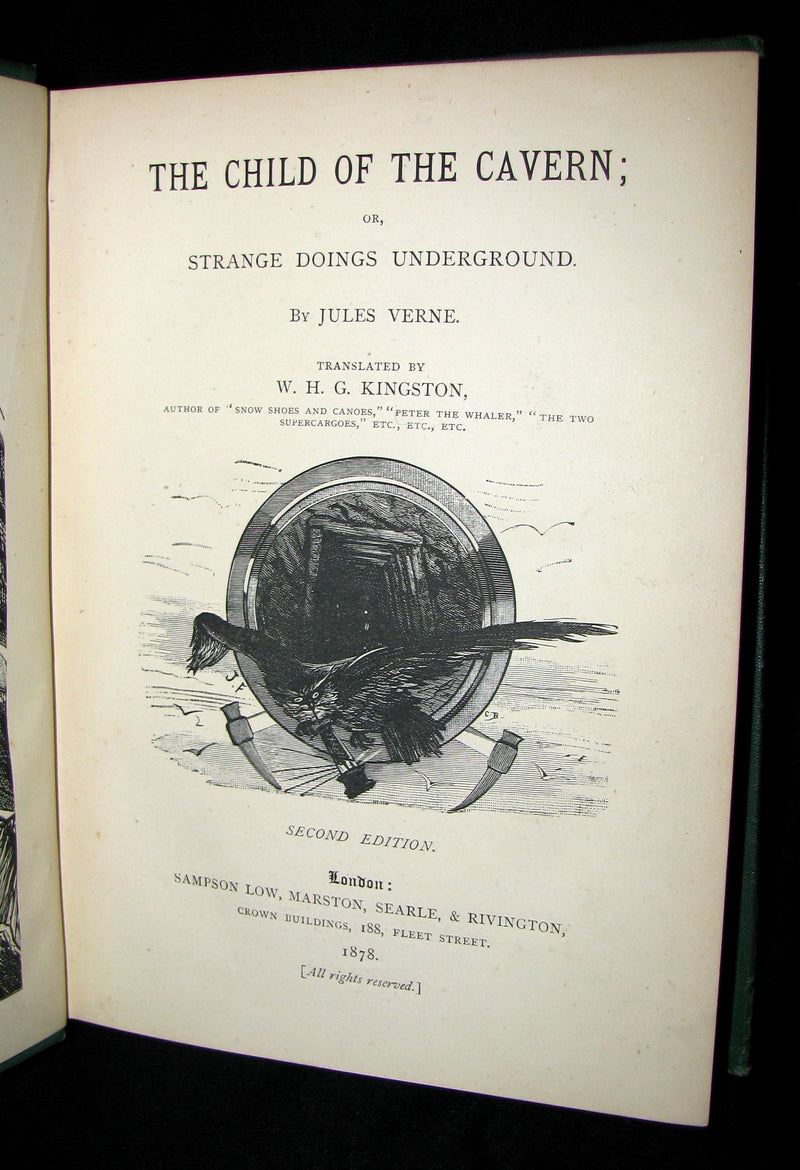 THE CHILD OF THE CAVERN;
OR,
STRANGE DOINGS UNDERGROUND.
BY JULES VERNE.
TRANSLATED BY
W. H. G. KINGSTON,
AUTHOR OF "SNOW SHOES AND CANOES," "PETER THE WHALER," "THE TWO
SUPERCARGOES," ETC., ETC., ETC.
J. F.
C B.
SECOND EDITION.
London:
SAMPSON LOW, MARSTON, SEARLE, & RIVINGTON,
CROWN BUILDINGS, 188, FLEET STREET.
1878.
[All rights reserved.]